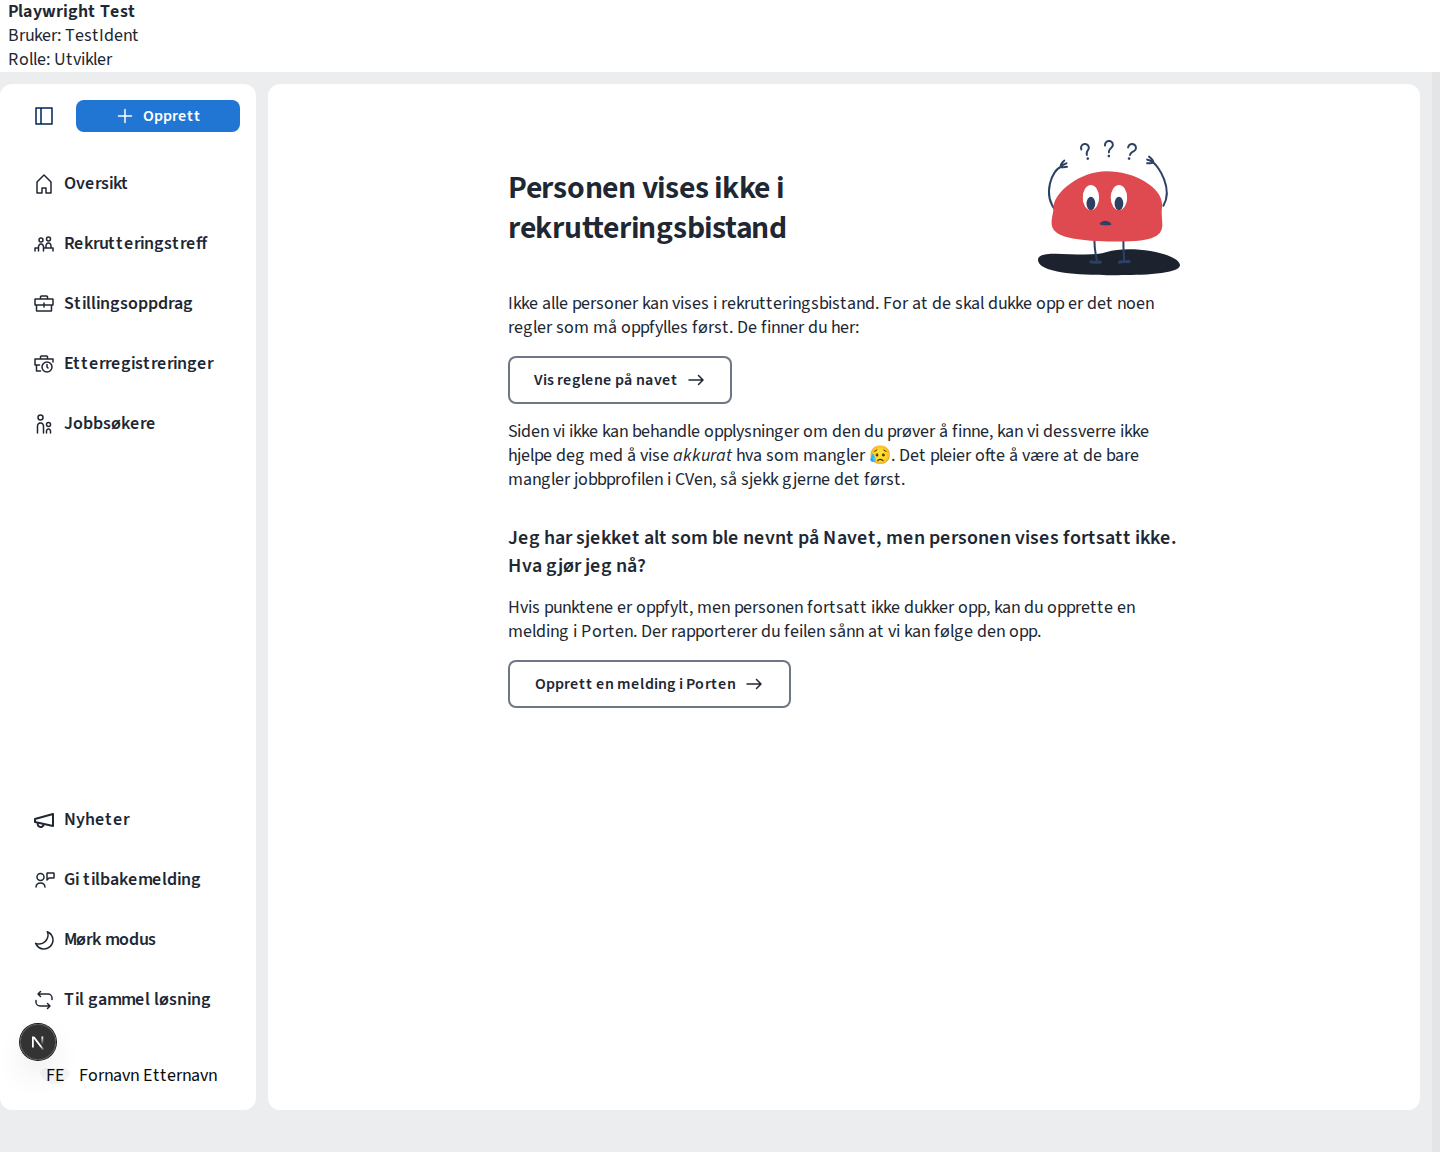 Playwright Test
Bruker: TestIdent
Rolle: Utvikler
Opprett
Oversikt
Rekrutteringstreff
Stillingsoppdrag
Etterregistreringer
Jobbsøkere
Nyheter
Gi tilbakemelding
Mørk modus
Til gammel løsning
N
FE Fornavn Etternavn
? ? ?
Personen vises ikke i
rekrutteringsbistand
Ikke alle personer kan vises i rekrutteringsbistand. For at de skal dukke opp er det noen
regler som må oppfylles først. De finner du her:
Vis reglene på navet
Siden vi ikke kan behandle opplysninger om den du prøver å finne, kan vi dessverre ikke
hjelpe deg med å vise akkurat hva som mangler 😥. Det pleier ofte å være at de bare
mangler jobbprofilen i CVen, så sjekk gjerne det først.
Jeg har sjekket alt som ble nevnt på Navet, men personen vises fortsatt ikke.
Hva gjør jeg nå?
Hvis punktene er oppfylt, men personen fortsatt ikke dukker opp, kan du opprette en
melding i Porten. Der rapporterer du feilen sånn at vi kan følge den opp.
Opprett en melding i Porten